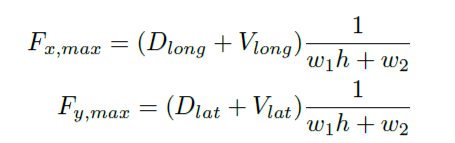 $F_{x,max} = (D_{long} + V_{long})\frac{1}{w_1 h + w_2}$
$F_{y,max} = (D_{lat} + V_{lat})\frac{1}{w_1 h + w_2}$